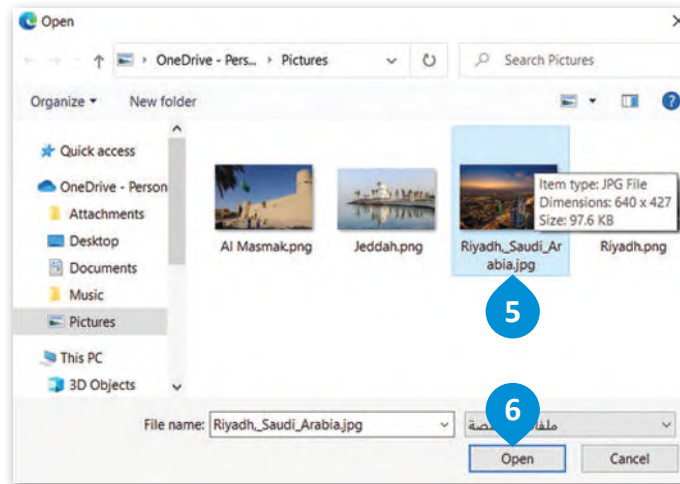 Open
OneDrive - Pers... › Pictures
Search Pictures
Organize
New folder
Quick access
OneDrive - Person
Attachments
Desktop
Documents
Music
Pictures
This PC
3D Objects
Al Masmak.png
Jeddah.png
Riyadh,_Saudi_Ar
abia.jpg
Riyadh.png
Item type: JPG File
Dimensions: 640 x 427
Size: 97.6 KB
5
File name: Riyadh,_Saudi_Arabia.jpg
6
Open
Cancel